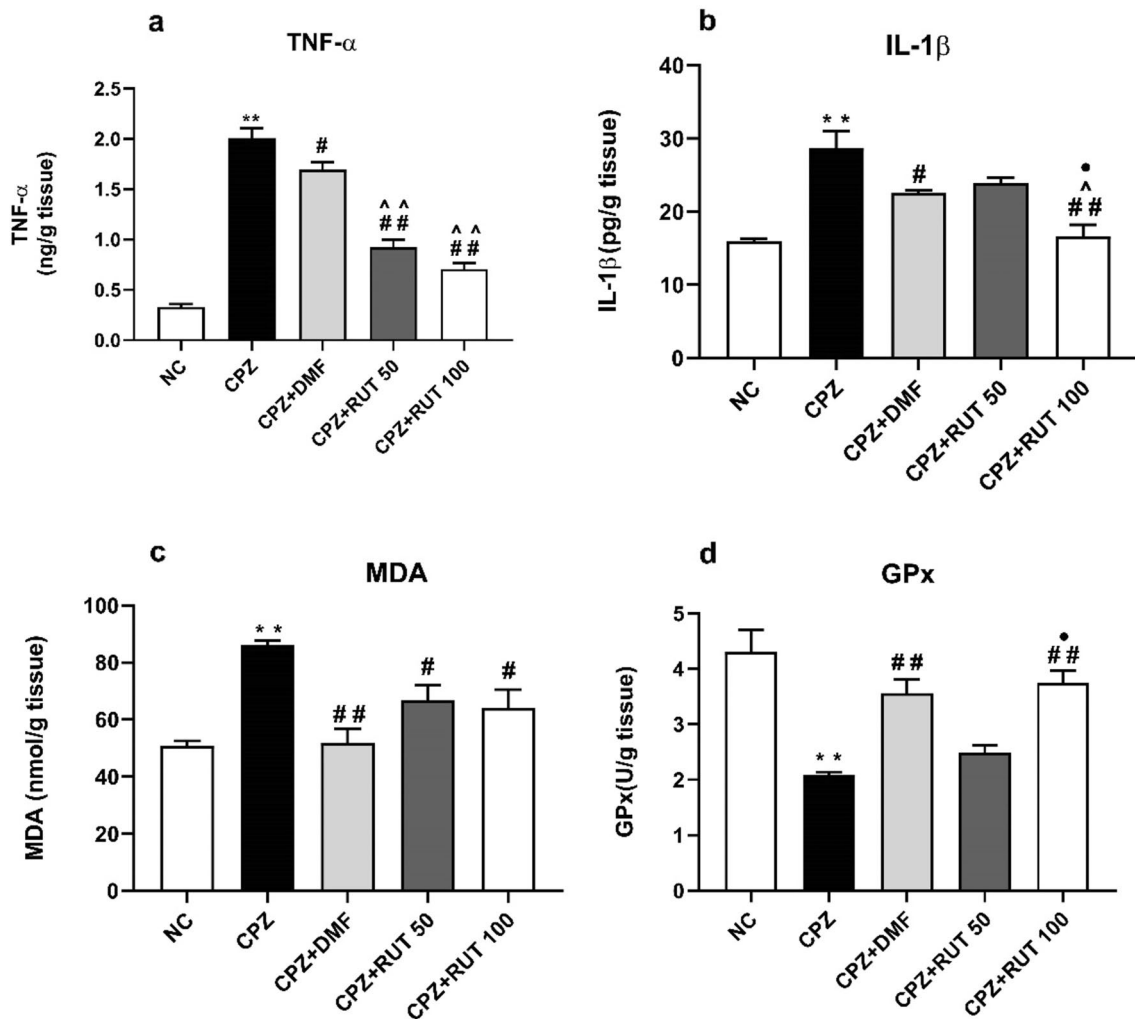 a
TNF-α
TNF-α
(ng/g tissue)
2.5
2.0
1.5
1.0
0.5
0.0
**
#
^ ^
##
^ ^
##
NC
CPZ
CPZ+DMF
CPZ+RUT 50
CPZ+RUT 100
b
IL-1β
IL-1β (pg/g tissue)
40
30
20
10
0
* *
#
•
^
##
NC
CPZ
CPZ+DMF
CPZ+RUT 50
CPZ+RUT 100
c
MDA
MDA (nmol/g tissue)
100
80
60
40
20
0
* *
##
#
#
NC
CPZ
CPZ+DMF
CPZ+RUT 50
CPZ+RUT 100
d
GPx
GPx(U/g tissue)
5
4
3
2
1
0
* *
##
•
##
NC
CPZ
CPZ+DMF
CPZ+RUT 50
CPZ+RUT 100